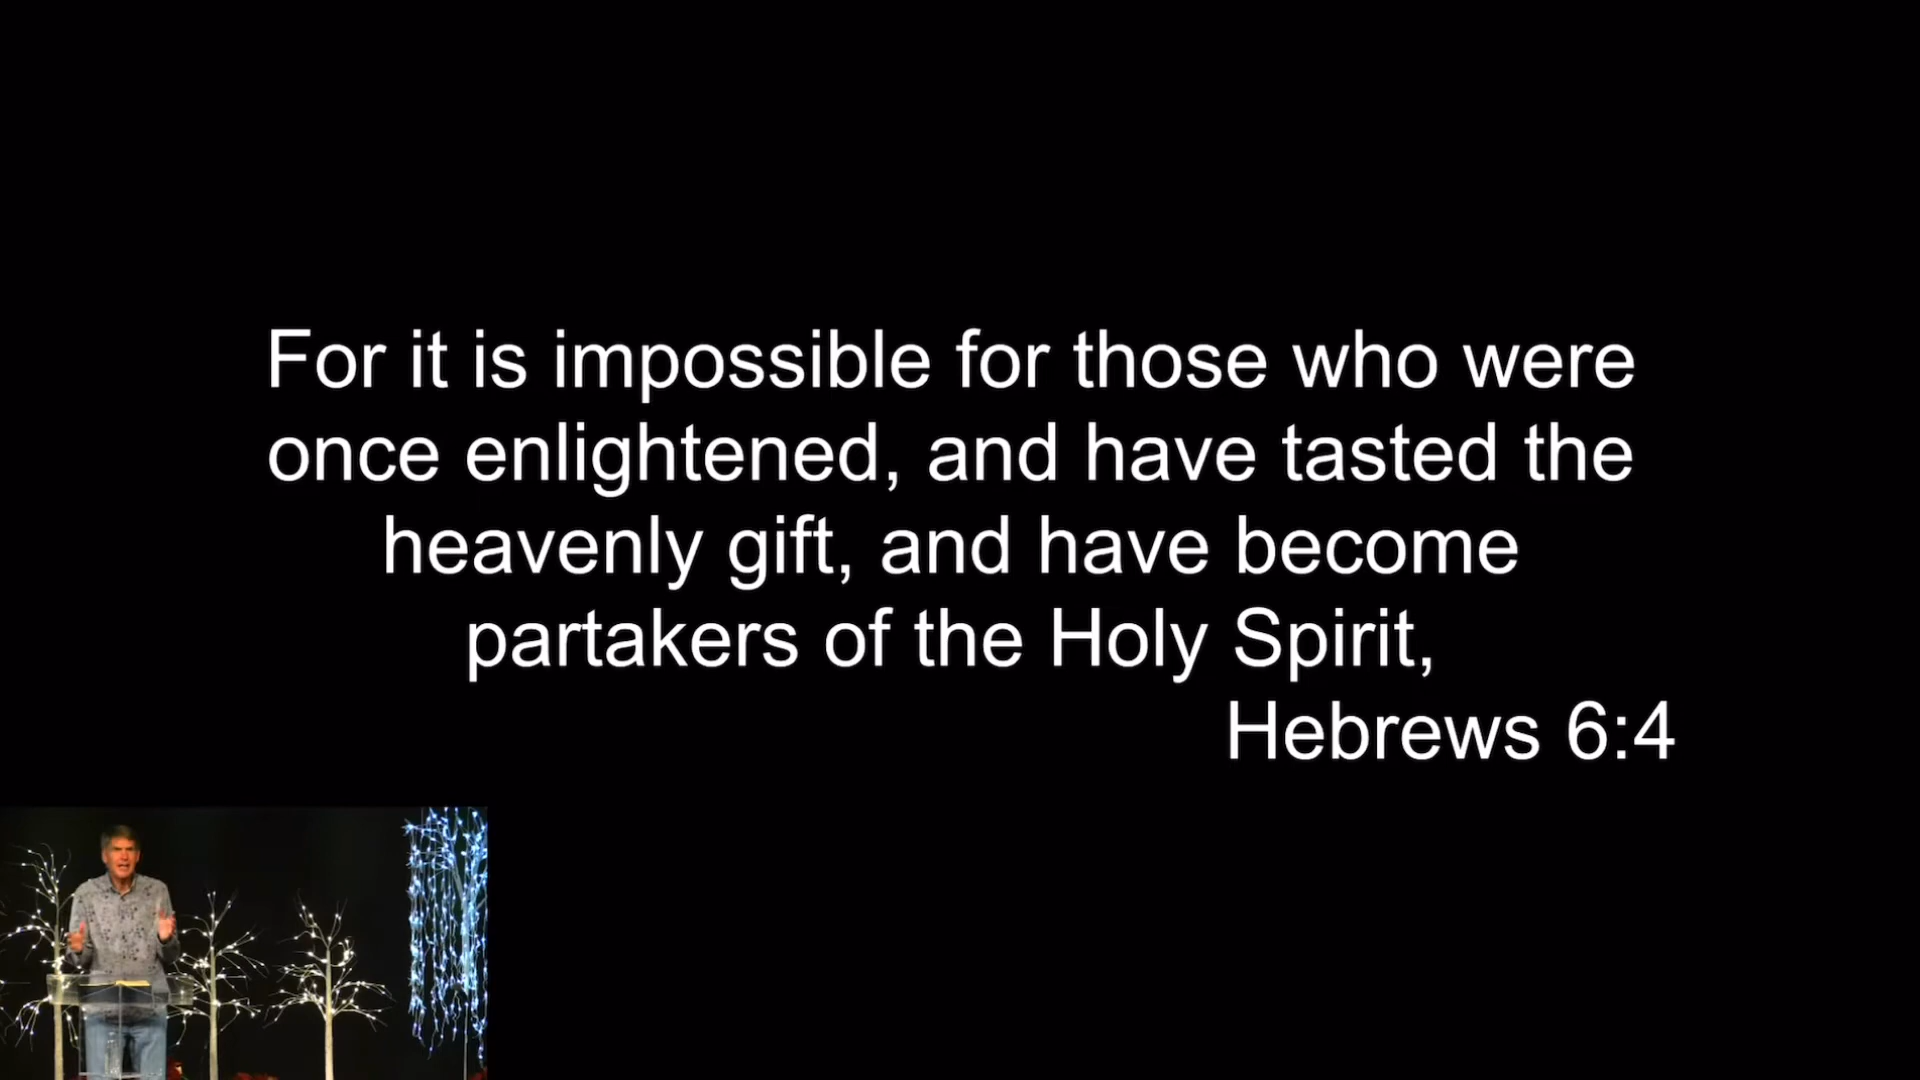 For it is impossible for those who were
once enlightened, and have tasted the
heavenly gift, and have become
partakers of the Holy Spirit,
Hebrews 6:4